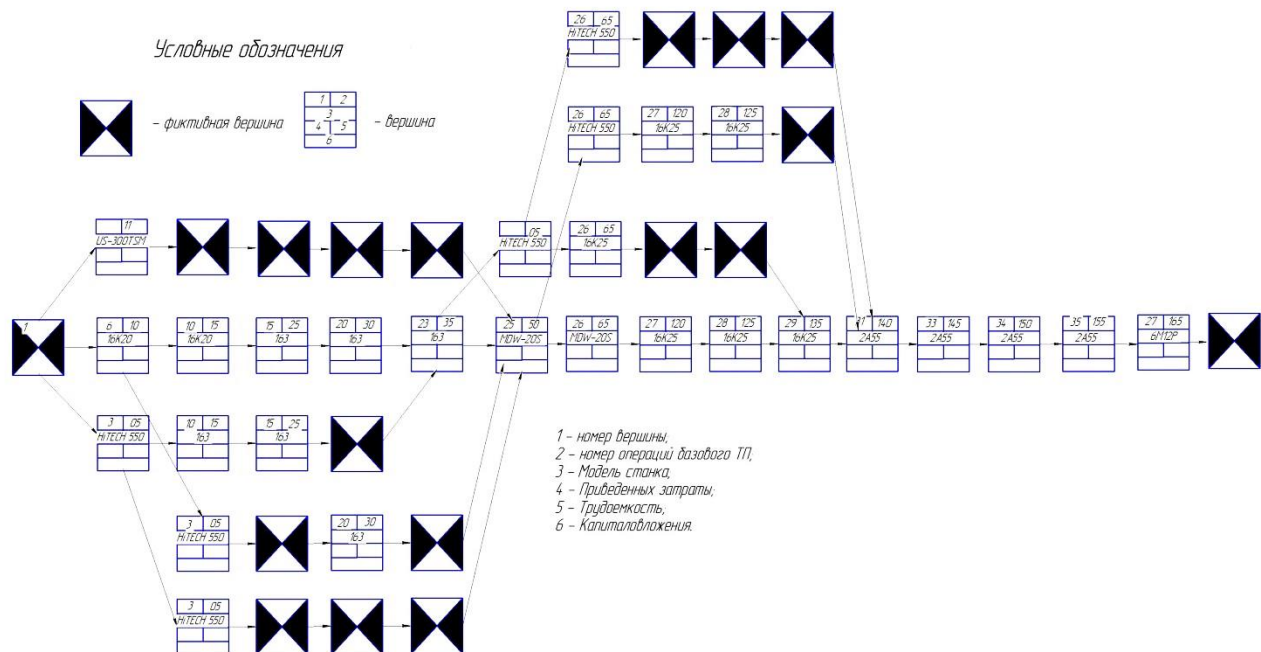 Условные обозначения
– фиктивная вершина
1 2
3
4 5
6
– вершина
26 65
HiTECH 550
26 65
HiTECH 550
27 120
16К25
28 125
16К25
11
US-300TSM
05
HiTECH 550
26 65
16К25
1
6 10
16К20
10 15
16К20
15 25
163
20 30
163
23 35
163
25 50
MDW-20S
26 65
MDW-20S
27 120
16К25
28 125
16К25
29 135
16К25
140
2А55
33 145
2А55
34 150
2А55
35 155
2А55
27 165
6М12Р
3 05
HiTECH 550
10 15
163
15 25
163
1 – номер вершины,
2 – номер операций базового ТП;
3 – Модель станка,
4 – Приведенных затраты;
5 – Трудоемкость,
6 – Капиталовложения.
3 05
HiTECH 550
20 30
163
3 05
HiTECH 550